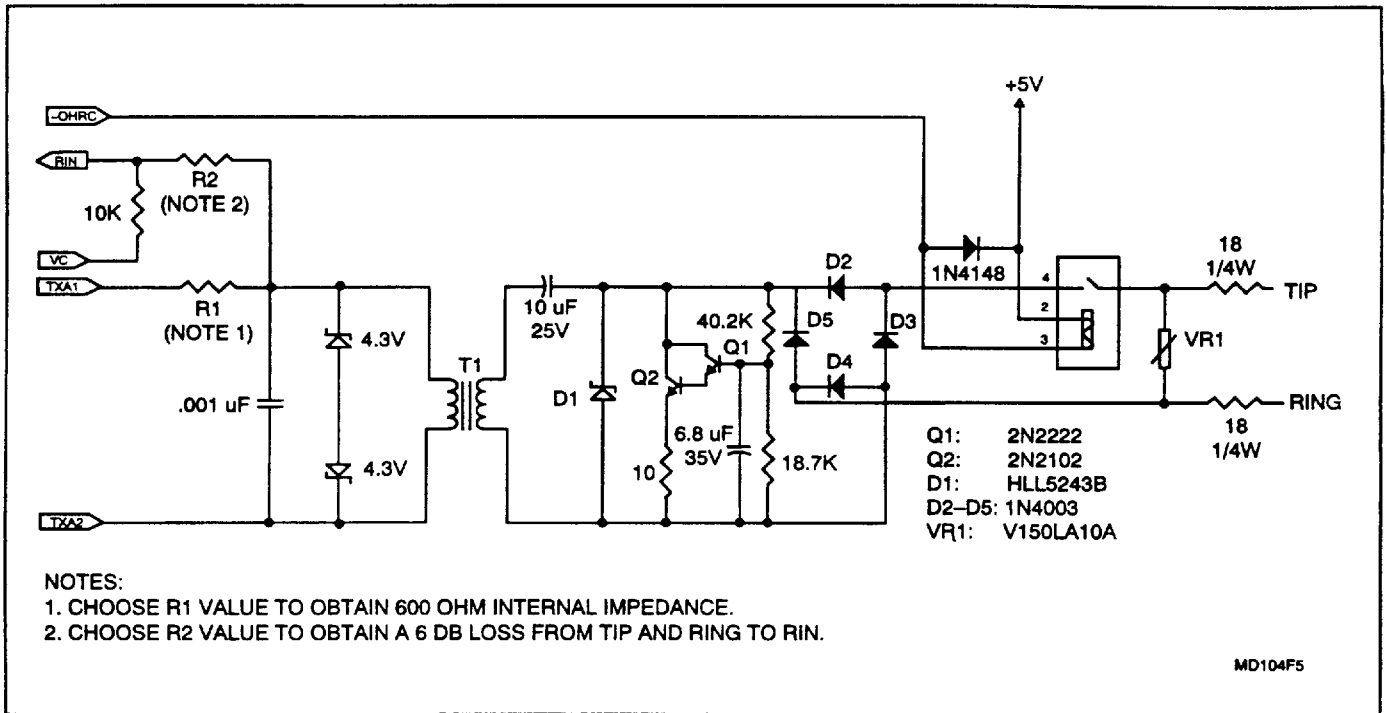 +5V
~OHRC
RIN
R2
(NOTE 2)
10K
VC
TXA1
R1
(NOTE 1)
.001 uF
4.3V
4.3V
TXA2
T1
10 uF
25V
D1
Q2
Q1
40.2K
10
6.8 uF
35V
18.7K
D2
D5
D3
D4
1N4148
4
2
3
18
1/4W
TIP
VR1
RING
18
1/4W
Q1: 2N2222
Q2: 2N2102
D1: HLL5243B
D2–D5: 1N4003
VR1: V150LA10A
NOTES:
1. CHOOSE R1 VALUE TO OBTAIN 600 OHM INTERNAL IMPEDANCE.
2. CHOOSE R2 VALUE TO OBTAIN A 6 DB LOSS FROM TIP AND RING TO RIN.
MD104F5